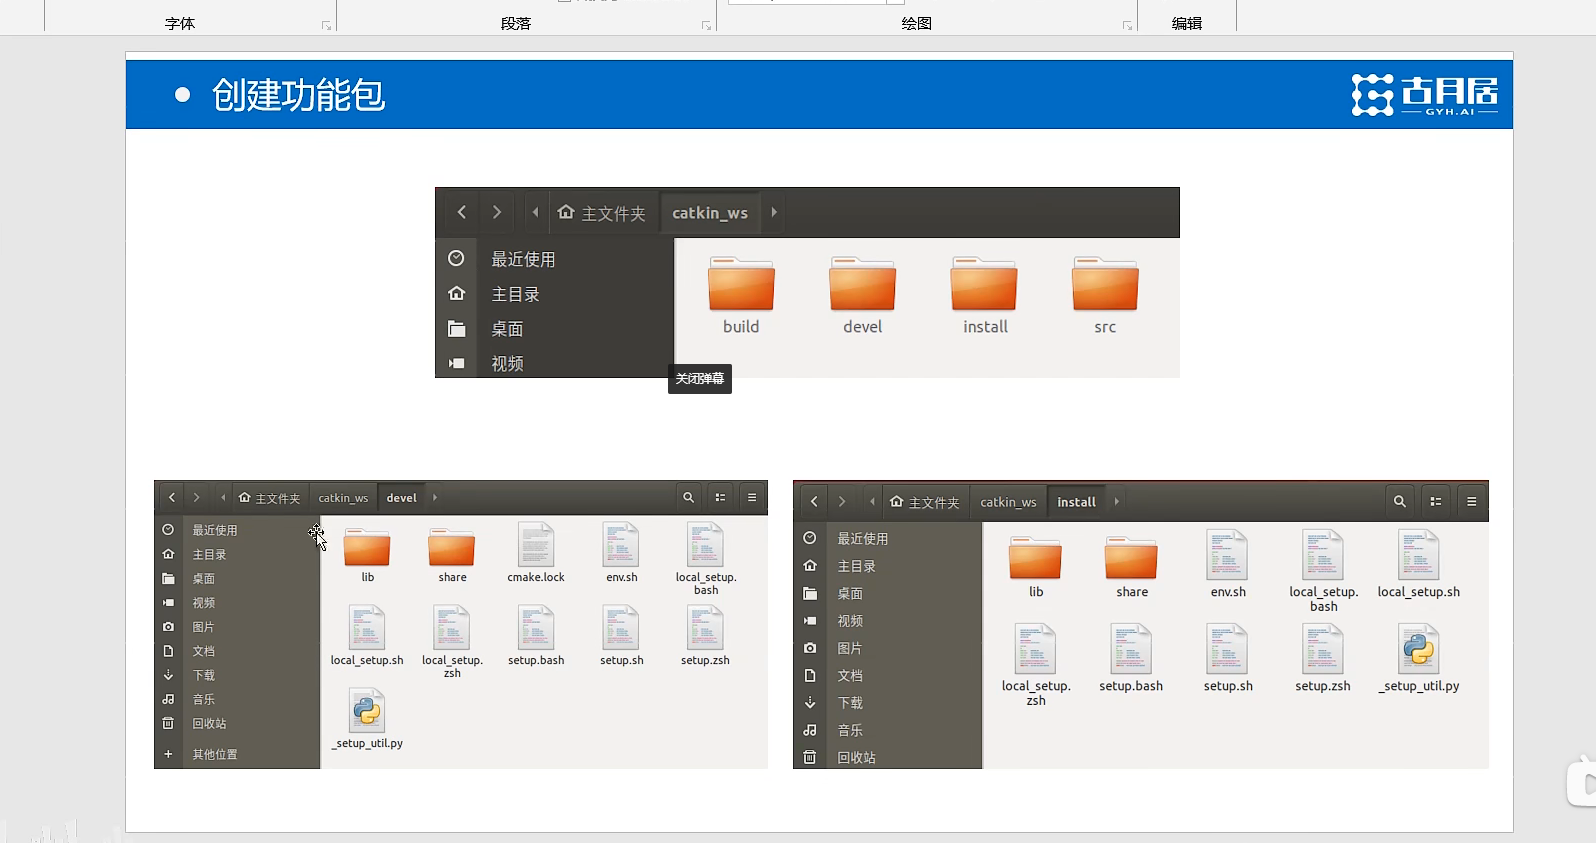 字体
段落
绘图
编辑
创建功能包
古月居
GYH.AI
主文件夹
catkin_ws
最近使用
主目录
桌面
视频
build
devel
install
src
关闭弹幕
主文件夹
catkin_ws
devel
最近使用
主目录
桌面
视频
图片
文档
下载
音乐
回收站
其他位置
lib
share
cmake.lock
env.sh
local_setup.
bash
local_setup.sh
local_setup.
zsh
setup.bash
setup.sh
setup.zsh
_setup_util.py
主文件夹
catkin_ws
install
最近使用
主目录
桌面
视频
图片
文档
下载
音乐
回收站
lib
share
env.sh
local_setup.
bash
local_setup.sh
local_setup.
zsh
setup.bash
setup.sh
setup.zsh
_setup_util.py